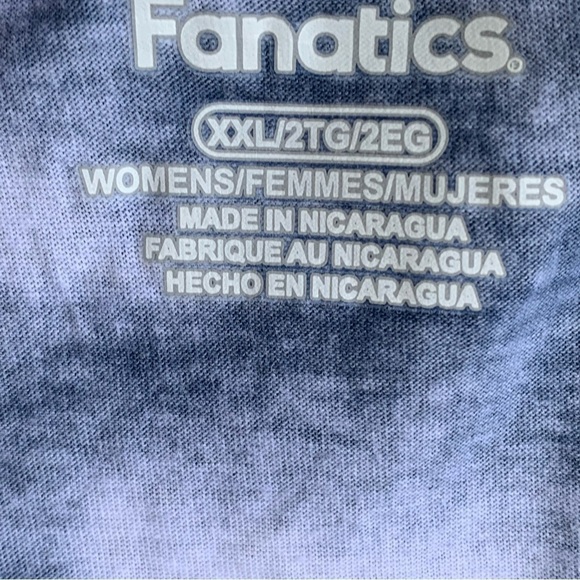 Fanatics®
XXL/2TG/2EG
WOMENS/FEMMES/MUJERES
MADE IN NICARAGUA
FABRIQUE AU NICARAGUA
HECHO EN NICARAGUA